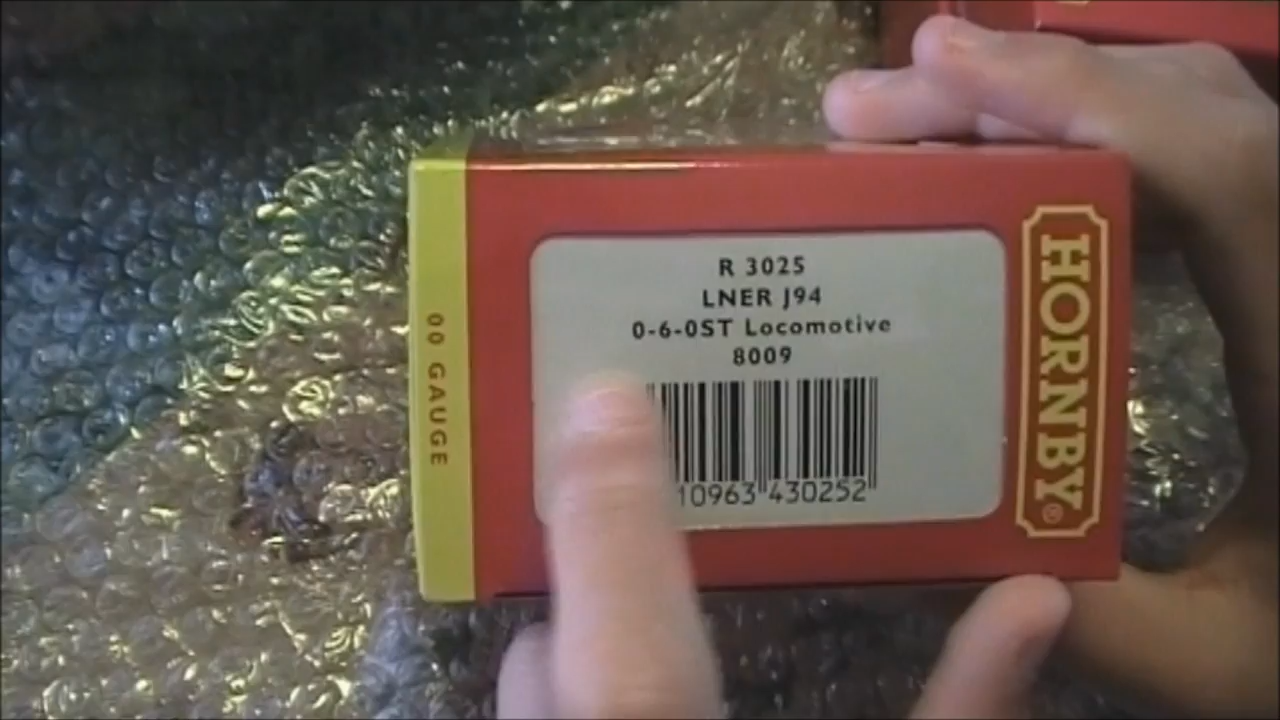 R 3025
LNER J94
0-6-0ST Locomotive
8009
10963 430252
00 GAUGE
HORNBY®